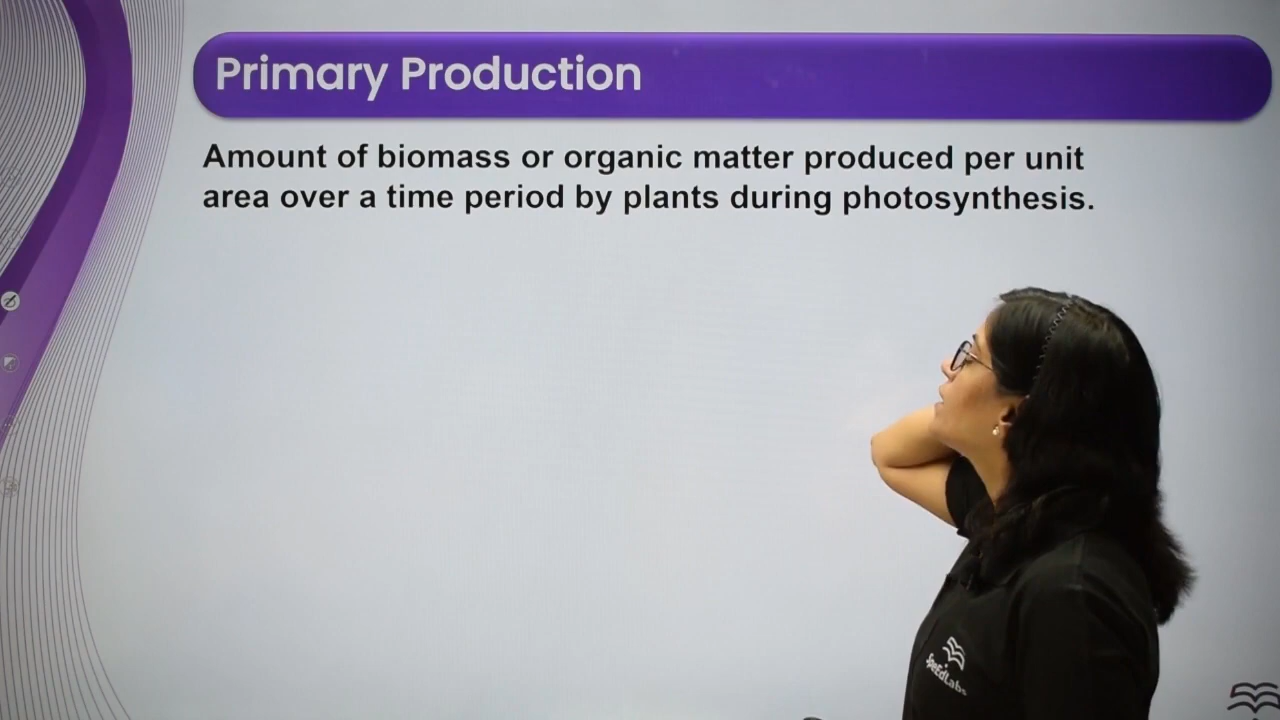 Primary Production
Amount of biomass or organic matter produced per unit
area over a time period by plants during photosynthesis.
SpeEdLabs